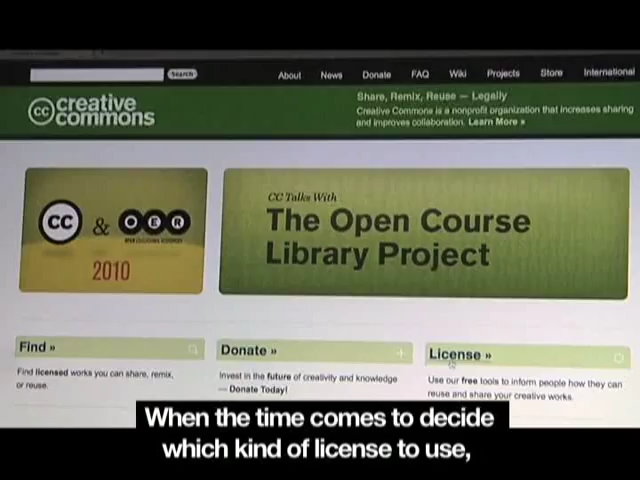 Search
About News Donate FAQ Wiki Projects Store International
cc creative commons
Share, Remix, Reuse — Legally
Creative Commons is a nonprofit organization that increases sharing
and improves collaboration. Learn More »
CC & OER
2010
CC Talks With
The Open Course
Library Project
Find »
Find licensed works you can share, remix,
or reuse.
Donate »
Invest in the future of creativity and knowledge
— Donate Today!
License »
Use our free tools to inform people how they can
reuse and share your creative works.
When the time comes to decide
which kind of license to use,